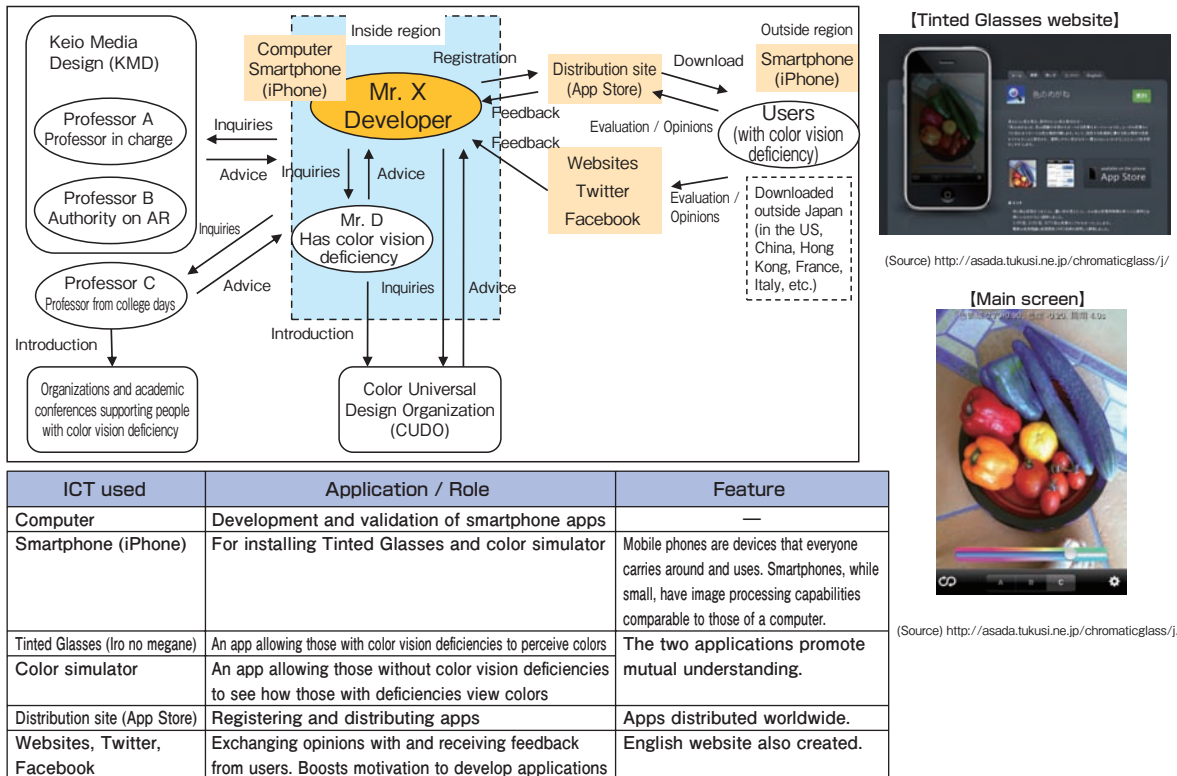 Keio Media
Design (KMD)
Professor A
Professor in charge
Professor B
Authority on AR
Professor C
Professor from college days
Inquiries
Advice
Inquiries
Advice
Introduction
Organizations and academic
conferences supporting people
with color vision deficiency
Inside region
Computer
Smartphone
(iPhone)
Mr. X
Developer
Inquiries
Advice
Mr. D
Has color vision
deficiency
Inquiries
Advice
Introduction
Color Universal
Design Organization
(CUDO)
Registration
Feedback
Feedback
Distribution site
(App Store)
Download
Evaluation / Opinions
Websites
Twitter
Facebook
Evaluation /
Opinions
Outside region
Smartphone
(iPhone)
Users
(with color vision
deficiency)
Downloaded
outside Japan
(in the US,
China, Hong
Kong, France,
Italy, etc.)
【Tinted Glasses website】
色のめがね
English
App Store
(Source) http://asada.tukusi.ne.jp/chromaticglass/j/
【Main screen】
A B C
(Source) http://asada.tukusi.ne.jp/chromaticglass/j.
ICT used Application / Role Feature
Computer Development and validation of smartphone apps —
Smartphone (iPhone) For installing Tinted Glasses and color simulator Mobile phones are devices that everyone
carries around and uses. Smartphones, while
small, have image processing capabilities
comparable to those of a computer.
Tinted Glasses (Iro no megane) An app allowing those with color vision deficiencies to perceive colors The two applications promote
mutual understanding.
Color simulator An app allowing those without color vision deficiencies
to see how those with deficiencies view colors
Distribution site (App Store) Registering and distributing apps Apps distributed worldwide.
Websites, Twitter, Exchanging opinions with and receiving feedback English website also created.
Facebook from users. Boosts motivation to develop applications